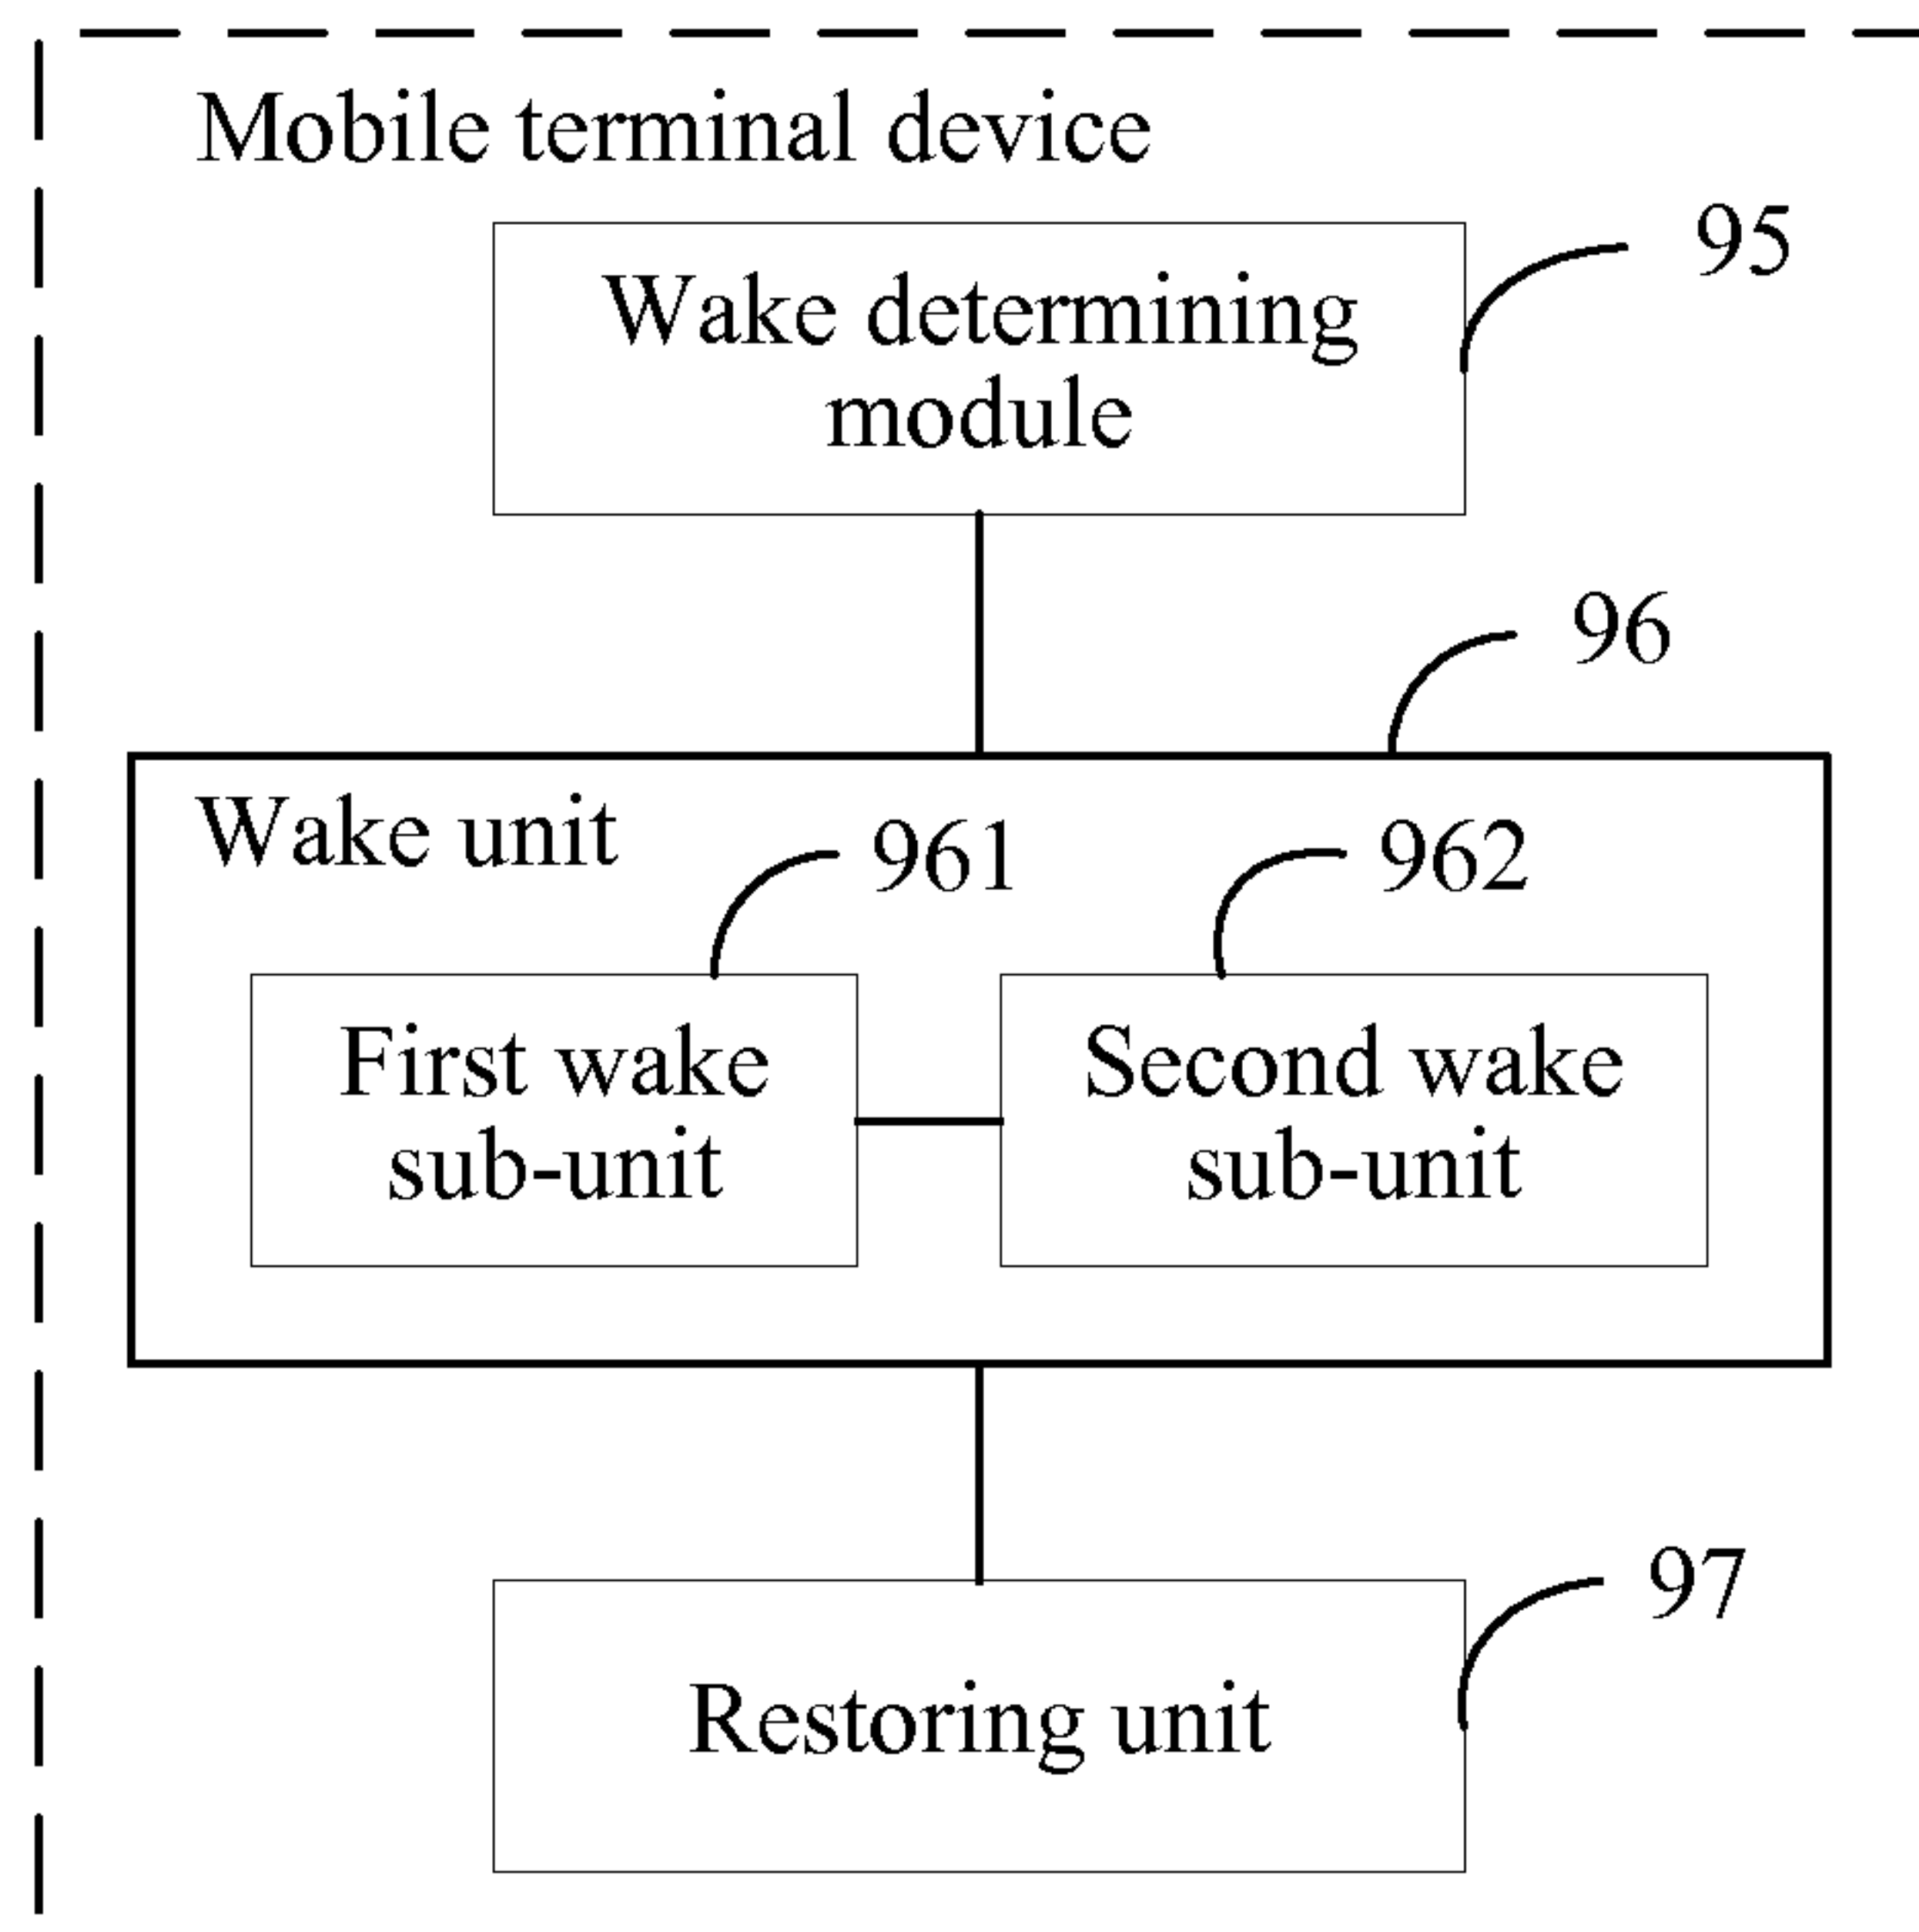 Mobile terminal device
95
Wake determining
module
96
Wake unit
961
962
First wake
sub-unit
Second wake
sub-unit
97
Restoring unit